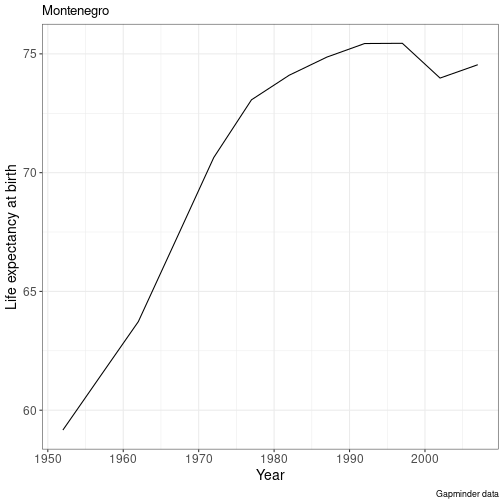 Montenegro
75
70
65
60
Life expectancy at birth
1950 1960 1970 1980 1990 2000
Year
Gapminder data